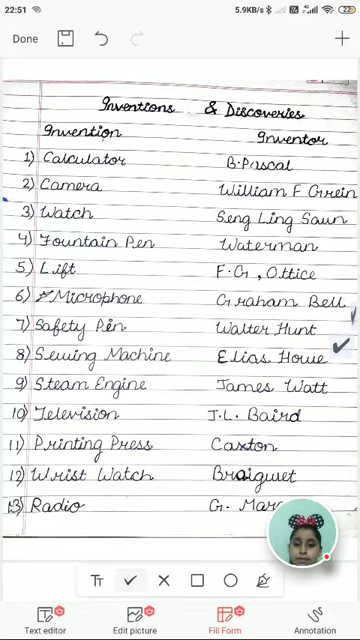 22:51 5.9KB/s 22
Done
Inventions & Discoveries
Invention Inventor
1) Calculator B.Pascal
2) Camera William F Grein
3) Watch Seng Ling Saun
4) Fountain Pen Waterman
5) Lift F.G, Ottice
6) Microphone Graham Bell
7) Safety Pin Walter Hunt
8) Sewing Machine Elias Howe
9) Steam Engine James Watt
10) Television J.L. Baird
11) Printing Press Caxton
12) Wrist Watch Braiguet
13) Radio G.
Text editor Edit picture Fill Form Annotation